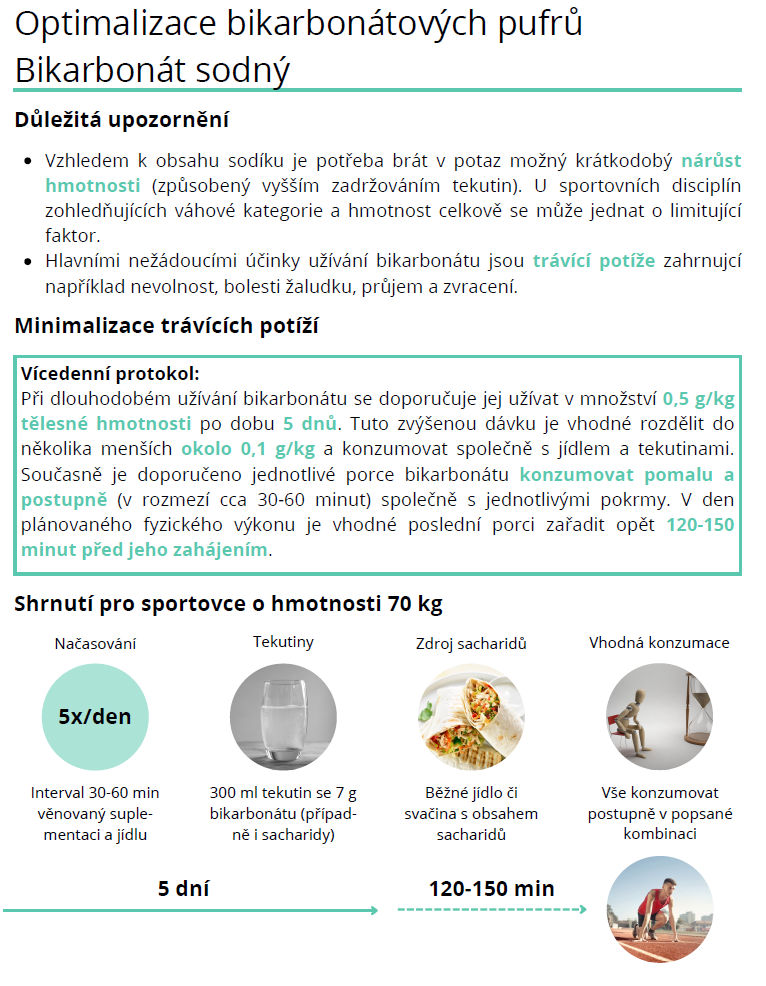 Optimalizace bikarbonátových pufrů
Bikarbonát sodný
Důležitá upozornění
• Vzhledem k obsahu sodíku je potřeba brát v potaz možný krátkodobý nárůst
hmotnosti (způsobený vyšším zadržováním tekutin). U sportovních disciplín
zohledňujících váhové kategorie a hmotnost celkově se může jednat o limitující
faktor.
• Hlavními nežádoucími účinky užívání bikarbonátu jsou trávící potíže zahrnujcí
například nevolnost, bolesti žaludku, průjem a zvracení.
Minimalizace trávících potíží
Vícedenní protokol:
Při dlouhodobém užívání bikarbonátu se doporučuje jej užívat v množství 0,5 g/kg
tělesné hmotnosti po dobu 5 dnů. Tuto zvýšenou dávku je vhodné rozdělit do
několika menších okolo 0,1 g/kg a konzumovat společně s jídlem a tekutinami.
Současně je doporučeno jednotlivé porce bikarbonátu konzumovat pomalu a
postupně (v rozmezí cca 30-60 minut) společně s jednotlivými pokrmy. V den
plánovaného fyzického výkonu je vhodné poslední porci zařadit opět 120-150
minut před jeho zahájením.
Shrnutí pro sportovce o hmotnosti 70 kg
Načasování
5x/den
Interval 30-60 min
věnovaný suple-
mentaci a jídlu
Tekutiny
300 ml tekutin se 7 g
bikarbonátu (případ-
ně i sacharidy)
Zdroj sacharidů
Běžné jídlo či
svačina s obsahem
sacharidů
Vhodná konzumace
Vše konzumovat
postupně v popsané
kombinaci
5 dní
120-150 min